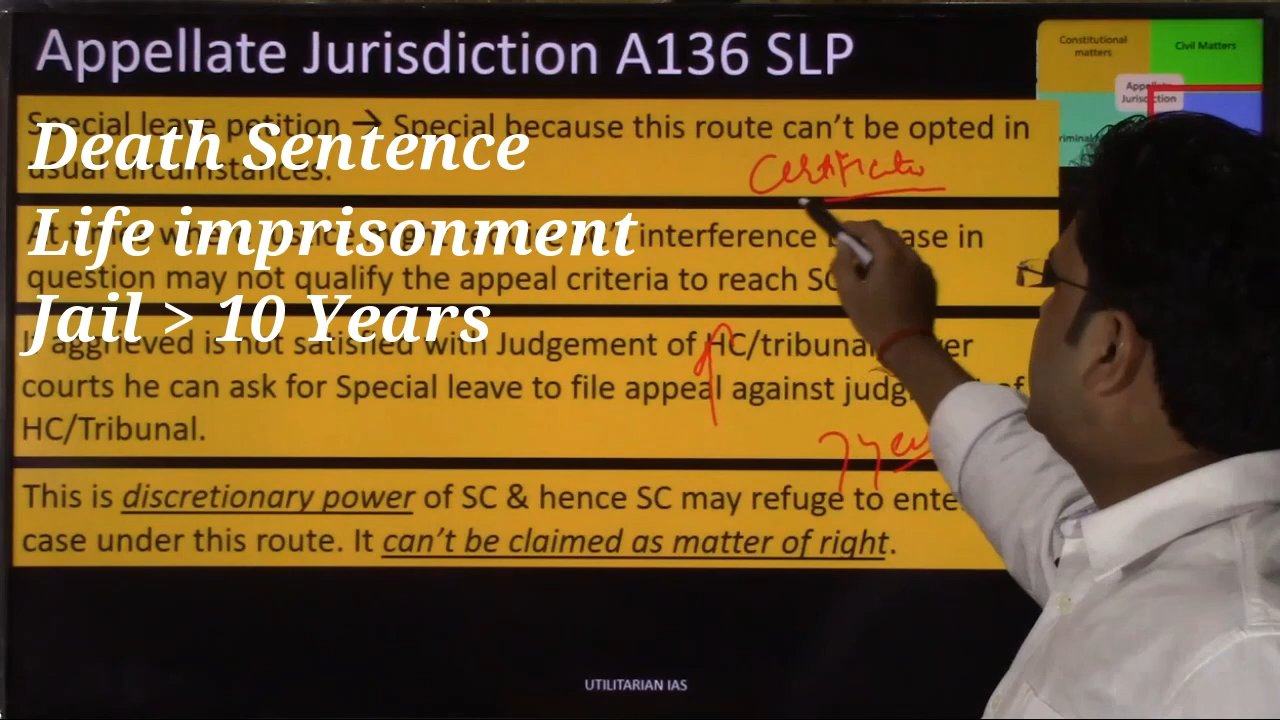 Appellate Jurisdiction A136 SLP
Constitutional
matters
Civil Matters
Appellate
Jurisdiction
Special leave petition → Special because this route can't be opted in
usual circumstances.
Certificate
Death Sentence
Life imprisonment
Jail > 10 Years
interference case in
question may not qualify the appeal criteria to reach SC
aggrieved is not satisfied with Judgement of HC/tribunal
courts he can ask for Special leave to file appeal against of
HC/Tribunal.
This is discretionary power of SC & hence SC may refuge to
case under this route. It can't be claimed as matter of right.
UTILITARIAN IAS